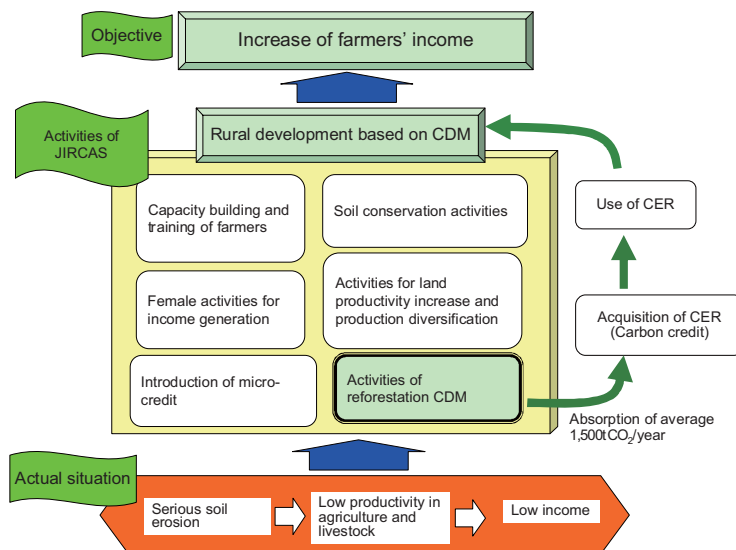 Objective
Increase of farmers' income
Activities of
JIRCAS
Rural development based on CDM
Capacity building and
training of farmers
Soil conservation activities
Use of CER
Female activities for
income generation
Activities for land
productivity increase and
production diversification
Acquisition of CER
(Carbon credit)
Introduction of micro-
credit
Activities of
reforestation CDM
Absorption of average
1,500tCO₂/year
Actual situation
Serious soil
erosion
Low productivity in
agriculture and
livestock
Low income